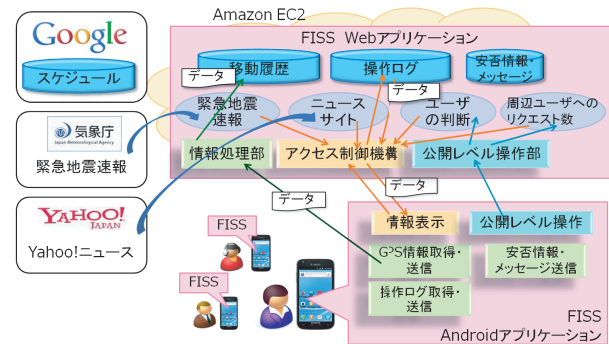 Amazon EC2
FISS Webアプリケーション
Google
スケジュール
データ
移動履歴
操作ログ
安否情報・
メッセージ
データ
緊急地震
速報
ニュース
サイト
ユーザ
の判断
周辺ユーザへの
リクエスト数
気象庁
Japan Meteorological Agency
緊急地震速報
情報処理部
アクセス制御機構
公開レベル操作部
データ
データ
YAHOO!
JAPAN
Yahoo!ニュース
FISS
FISS
情報表示
公開レベル操作
GPS情報取得・
送信
安否情報・
メッセージ送信
操作ログ取得・
送信
FISS
Androidアプリケーション